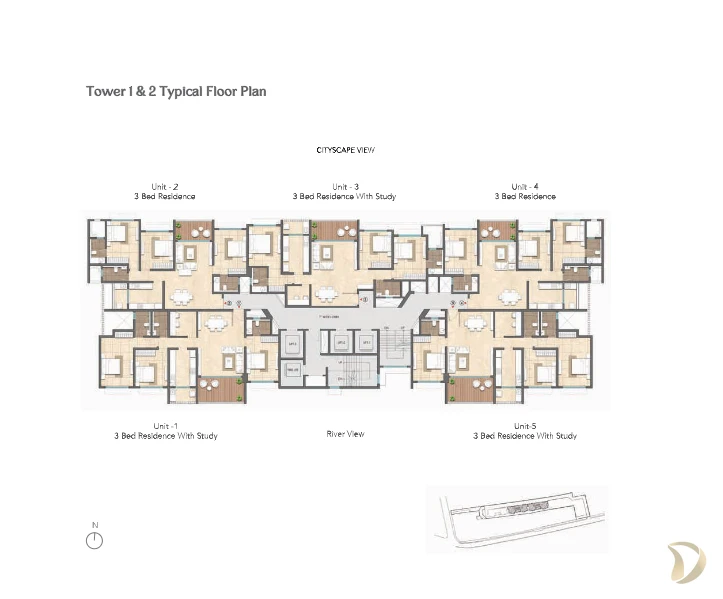 Tower 1 & 2 Typical Floor Plan
CITYSCAPE VIEW
Unit - 2
3 Bed Residence
Unit - 3
3 Bed Residence With Study
Unit - 4
3 Bed Residence
Unit -1
3 Bed Residence With Study
River View
Unit-5
3 Bed Residence With Study
N